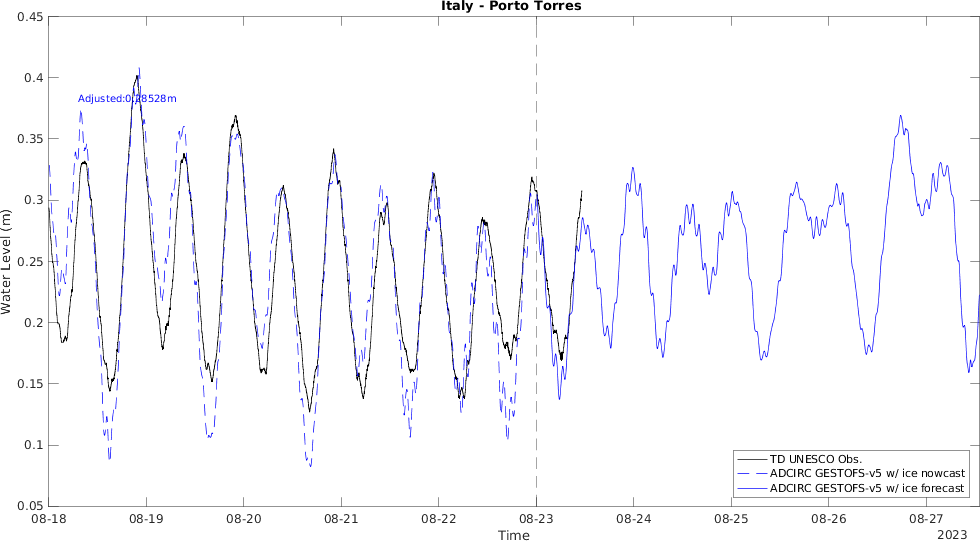 Italy - Porto Torres
Water Level (m)
0.45
0.4
0.35
0.3
0.25
0.2
0.15
0.1
0.05
Adjusted:0.28528m
TD UNESCO Obs.
ADCIRC GESTOFS-v5 w/ ice nowcast
ADCIRC GESTOFS-v5 w/ ice forecast
08-18 08-19 08-20 08-21 08-22 08-23 08-24 08-25 08-26 08-27
Time
2023